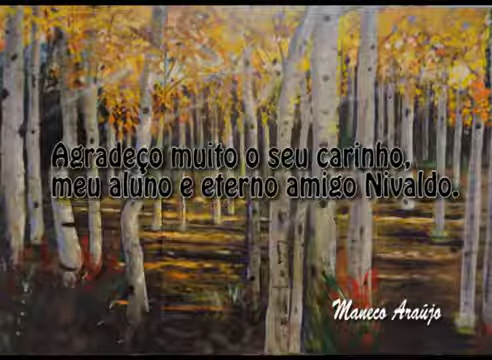 Agradeço muito o seu carinho,
meu aluno e eterno amigo Nivaldo.
Maneco Araújo